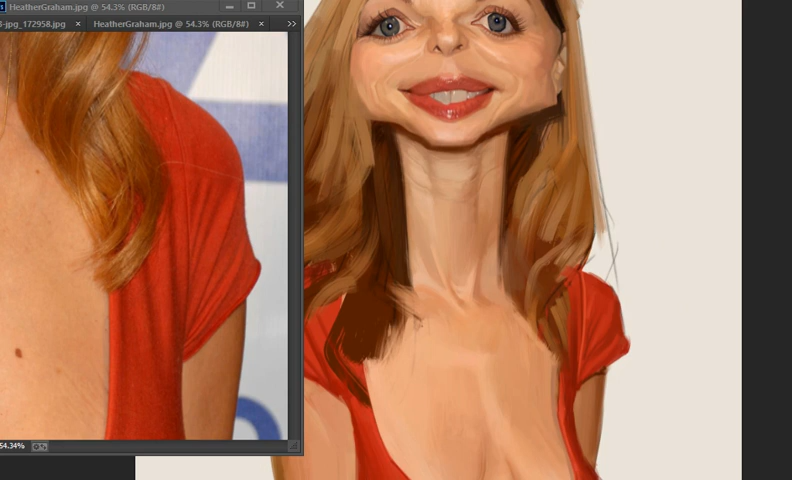 HeatherGraham.jpg @ 54.3% (RGB/8#)
-jpg_172958.jpg × HeatherGraham.jpg @ 54.3% (RGB/8#) × »
54.34%